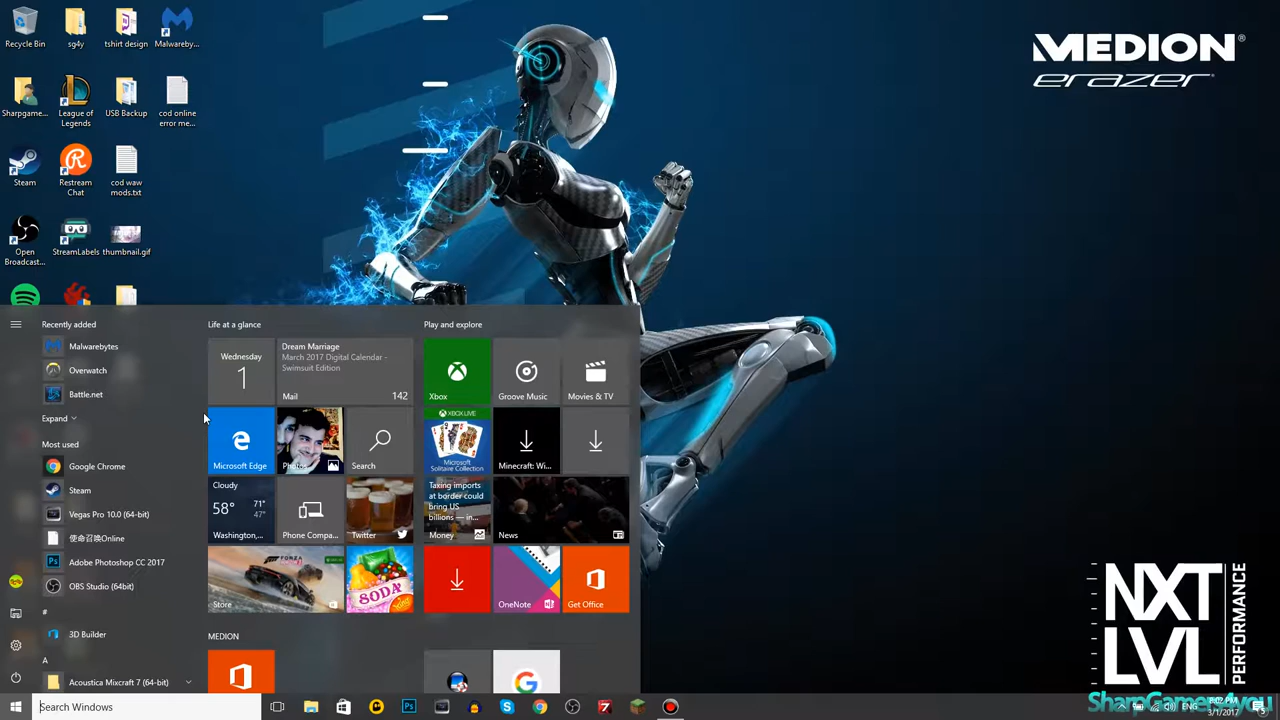 Recycle Bin
sg4y
tshirt design
Malwareby...
Sharpgame...
League of
Legends
USB Backup
cod online
error me...
Steam
Restream
Chat
cod waw
mods.txt
Open
Broadcast...
StreamLabels
thumbnail.gif
MEDION®
erazer
Recently added
Malwarebytes
Overwatch
Battle.net
Expand
Most used
Google Chrome
Steam
Vegas Pro 10.0 (64-bit)
使命召唤Online
Adobe Photoshop CC 2017
OBS Studio (64bit)
#
3D Builder
A
Acoustica Mixcraft 7 (64-bit)
Life at a glance
Wednesday
1
Dream Marriage
March 2017 Digital Calendar -
Swimsuit Edition
Mail
142
Microsoft Edge
Photos
Search
Cloudy
58°
71°
47°
Washington,...
Phone Compa...
Twitter
FORZA
Store
SODA
MEDION
Play and explore
Xbox
Groove Music
Movies & TV
XBOX LIVE
Microsoft
Solitaire Collection
Minecraft: Wi...
Taxing imports
at border could
bring US
billions — in...
Money
News
OneNote
Get Office
NXT
LVL
PERFORMANCE
SharpGamer4you
Search Windows
ENG
8:02 PM
3/1/2017